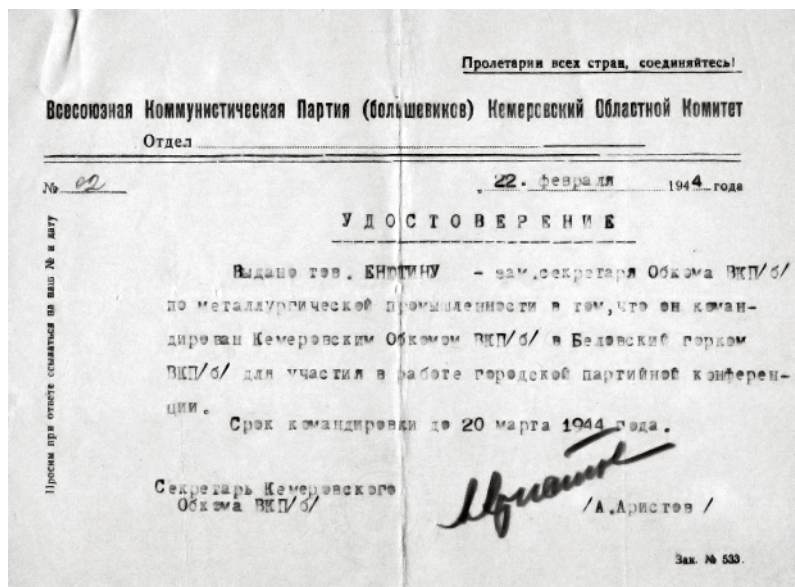 Пролетарии всех стран, соединяйтесь!
Всесоюзная Коммунистическая Партия (большевиков) Кемеровский Областной Комитет
Отдел
№ 02
22. февраля 1944 года
УДОСТОВЕРЕНИЕ
Выдано тов. ЕНЮТИНУ - зам.секретаря Обкома ВКП/б/
по металлургической промышленности в том,что он коман-
дирован Кемеровским Обкомом ВКП/б/ в Беловский горком
ВКП/б/ для участия в работе городской партийной конферен-
ции.
Срок командировки до 20 марта 1944 года.
Секретарь Кемеровского
Обкома ВКП/б/
/А.Аристов /
Зак. № 533.
Просим при ответе ссылаться на наш № и дату